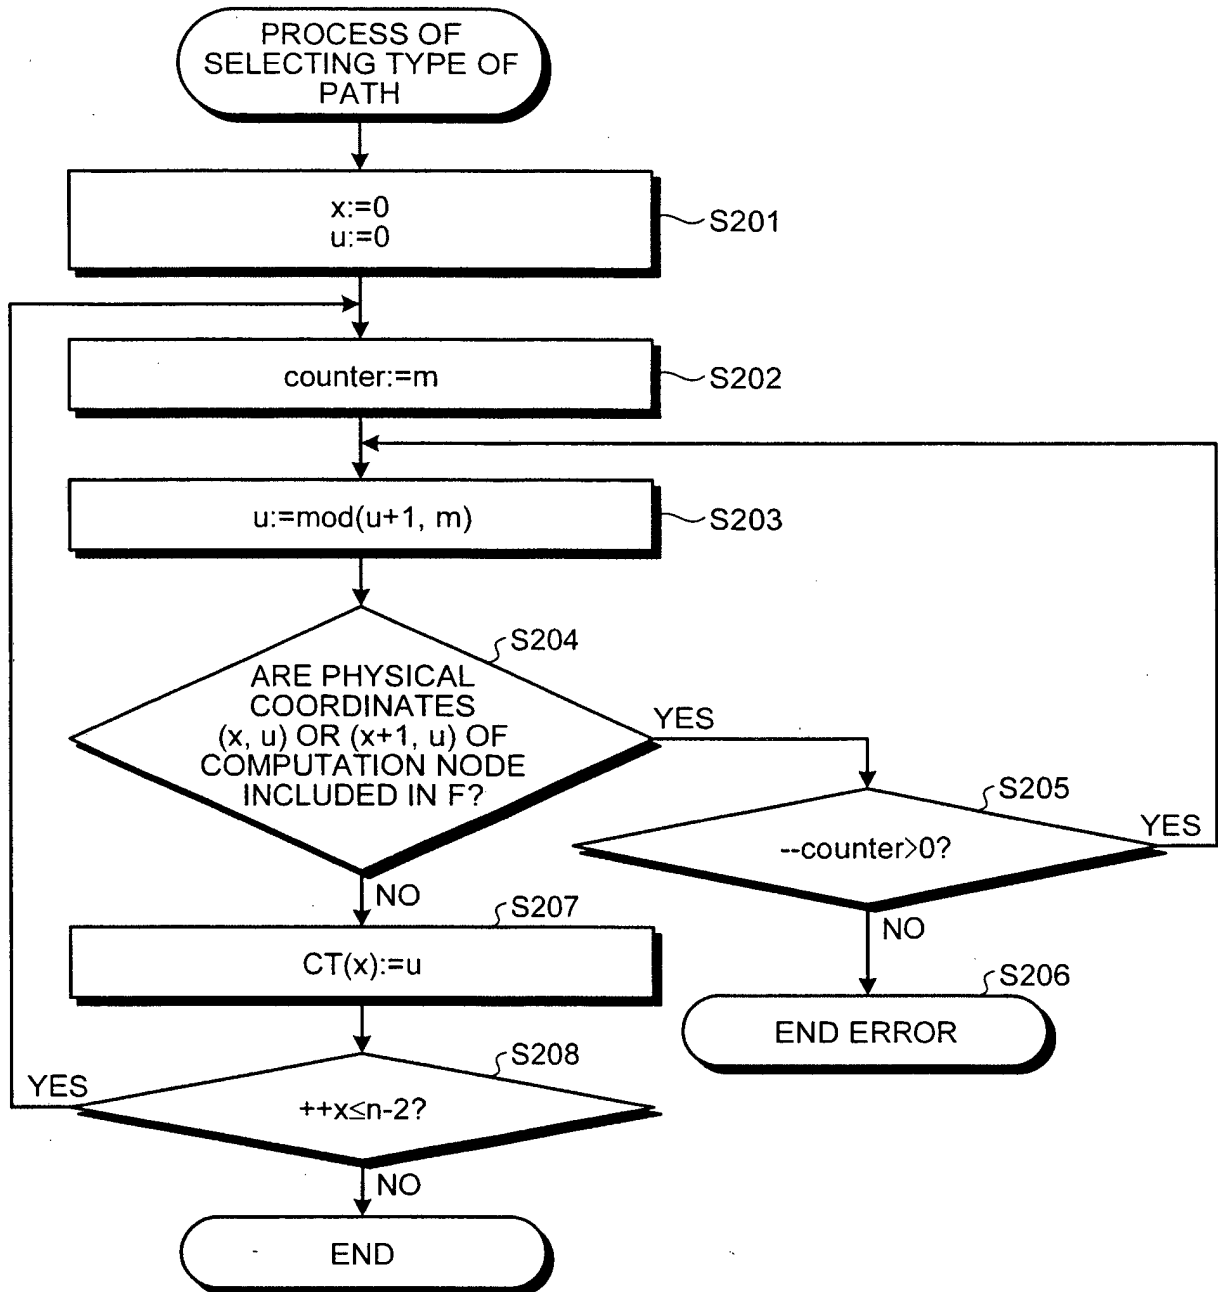 PROCESS OF
SELECTING TYPE OF
PATH
x:=0
u:=0
S201
counter:=m
S202
u:=mod(u+1, m)
S203
S204
ARE PHYSICAL
COORDINATES
(x, u) OR (x+1, u) OF
COMPUTATION NODE
INCLUDED IN F?
YES
S205
--counter>0?
YES
NO
NO
S207
CT(x):=u
S206
END ERROR
S208
YES
++x≤n-2?
NO
END